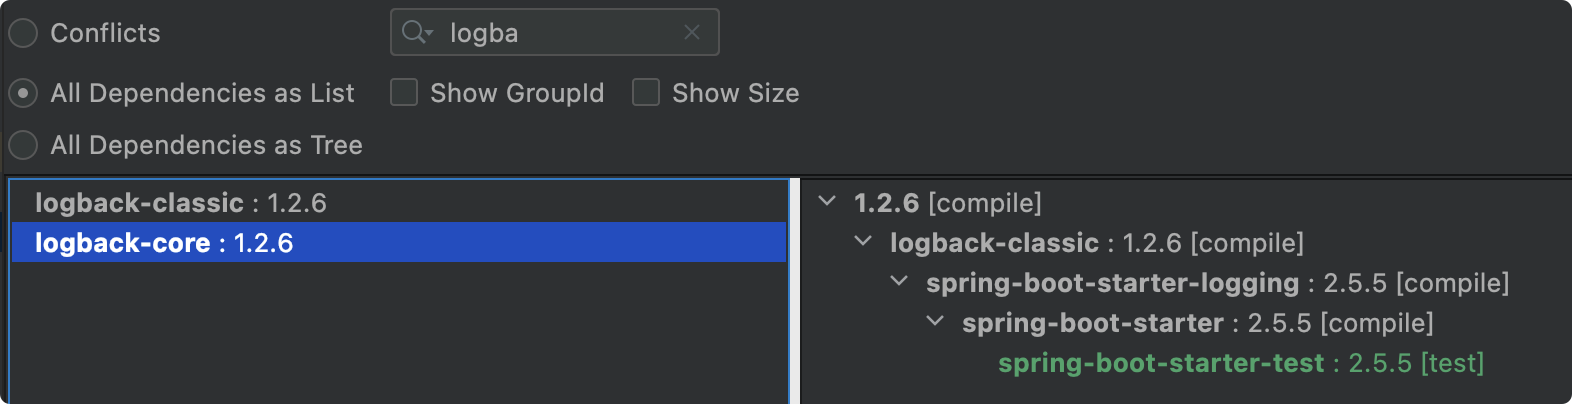 Conflicts
logba
All Dependencies as List
Show GroupId
Show Size
All Dependencies as Tree
logback-classic : 1.2.6
logback-core : 1.2.6
1.2.6 [compile]
logback-classic : 1.2.6 [compile]
spring-boot-starter-logging : 2.5.5 [compile]
spring-boot-starter : 2.5.5 [compile]
spring-boot-starter-test : 2.5.5 [test]